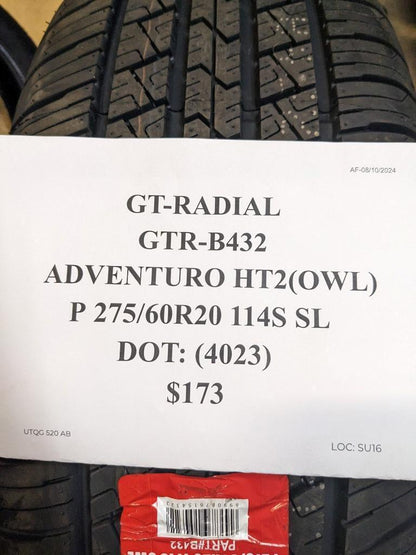 AF-08/10/2024
GT-RADIAL
GTR-B432
ADVENTURO HT2(OWL)
P 275/60R20 114S SL
DOT: (4023)
$173
UTQG 520 AB
LOC: SU16
PART#B432